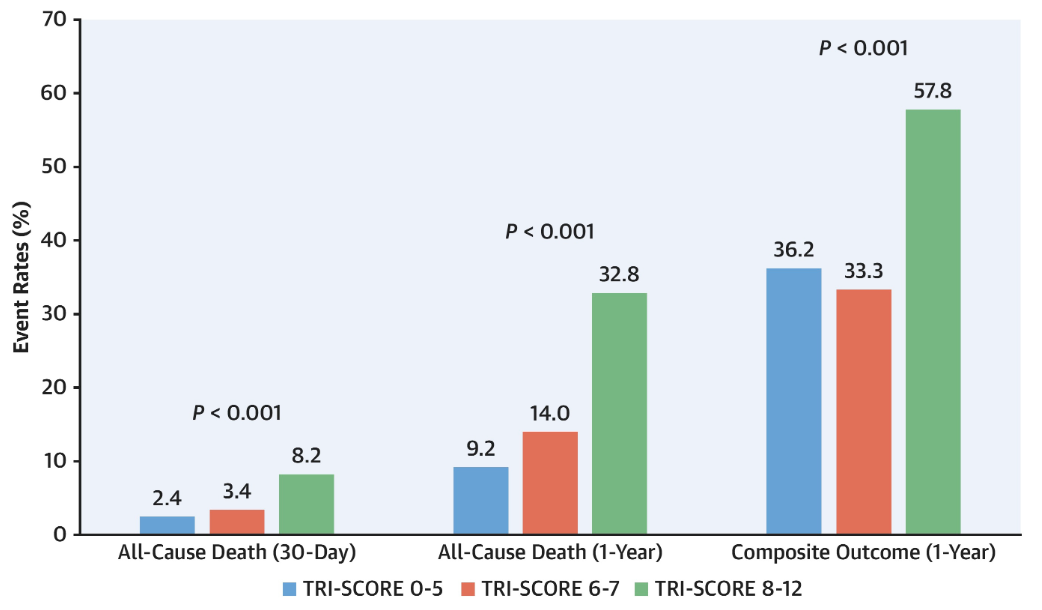 70
60
50
40
30
20
10
0
Event Rates (%)
P < 0.001
2.4
3.4
8.2
P < 0.001
9.2
14.0
32.8
P < 0.001
36.2
33.3
57.8
All-Cause Death (30-Day)
All-Cause Death (1-Year)
Composite Outcome (1-Year)
TRI-SCORE 0-5 TRI-SCORE 6-7 TRI-SCORE 8-12